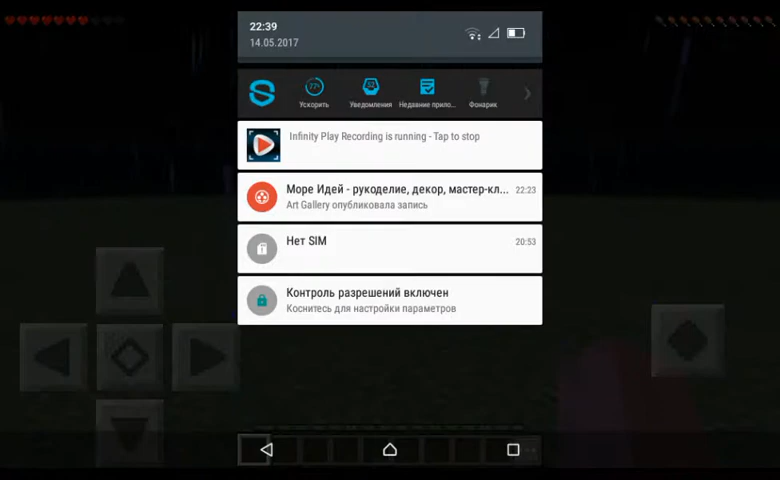 22:39
14.05.2017
77%
52
Ускорить
Уведомления
Недавние прило...
Фонарик
Infinity Play Recording is running - Tap to stop
Море Идей - рукоделие, декор, мастер-кл... 22:23
Art Gallery опубликовала запись
Нет SIM 20:53
Контроль разрешений включен
Коснитесь для настройки параметров